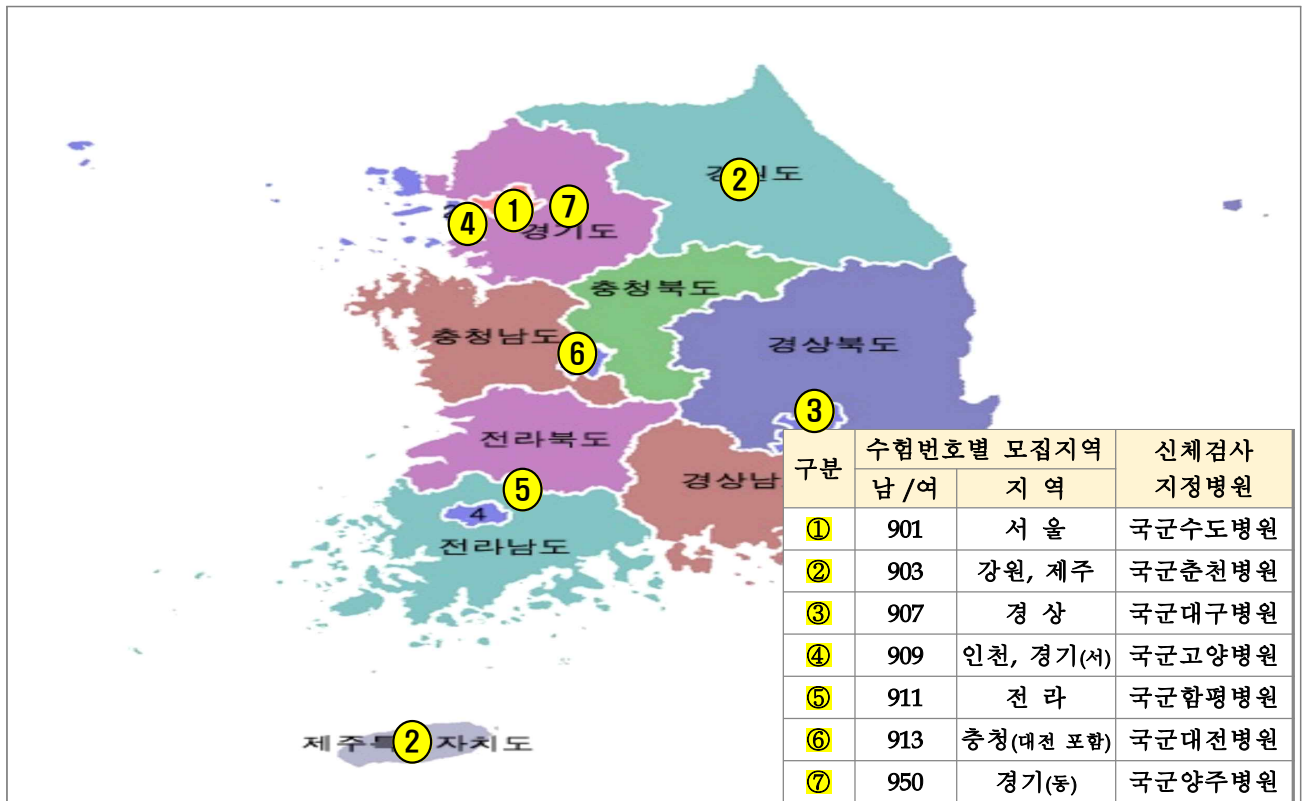 ②
강원도
④
①
⑦
경기도
충청북도
충청남도
⑥
경상북도
③
전라북도
경상남
⑤
4
전라남도
제주특
②
자치도
구분 수험번호별 모집지역 신체검사 지정병원
남 /여 지 역
① 901 서 울 국군수도병원
② 903 강원, 제주 국군춘천병원
③ 907 경 상 국군대구병원
④ 909 인천, 경기(서) 국군고양병원
⑤ 911 전 라 국군함평병원
⑥ 913 충청(대전 포함) 국군대전병원
⑦ 950 경기(동) 국군양주병원